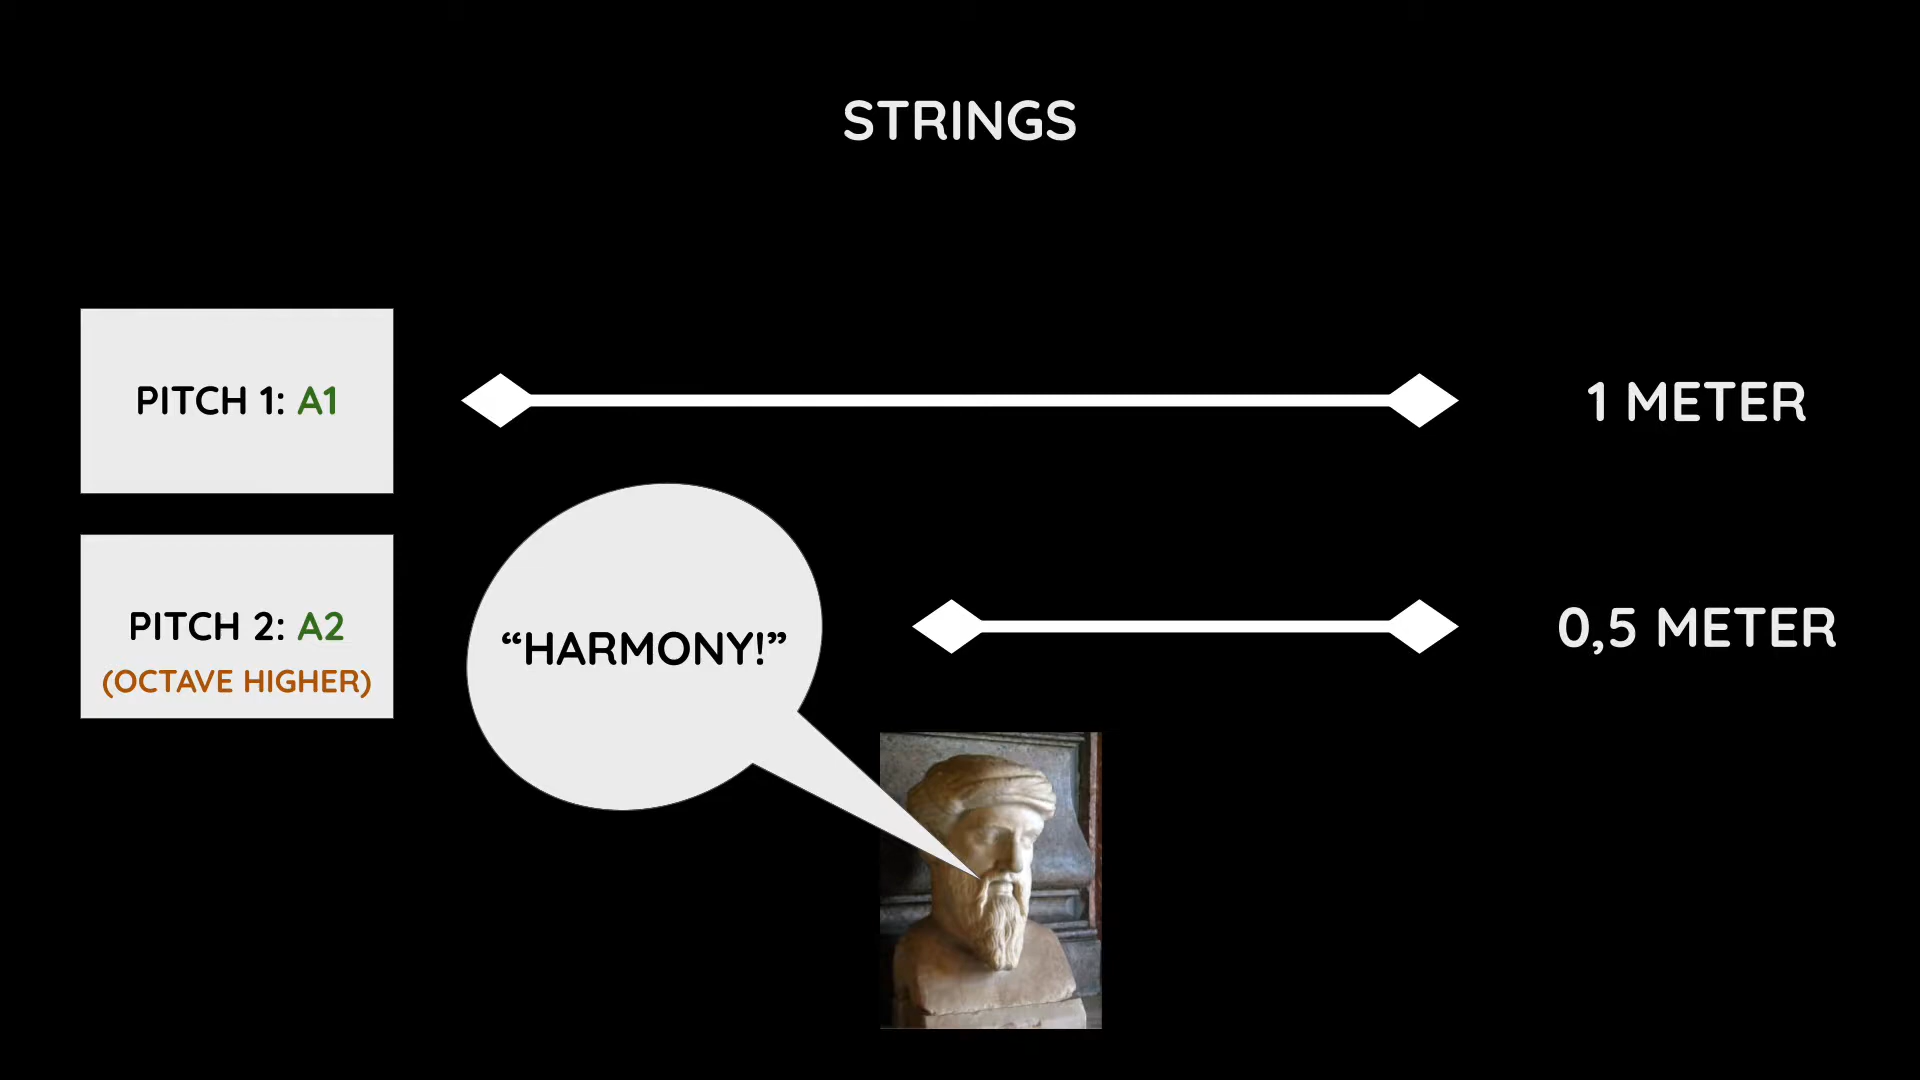 STRINGS
PITCH 1: A1
1 METER
PITCH 2: A2
(OCTAVE HIGHER)
“HARMONY!”
0,5 METER